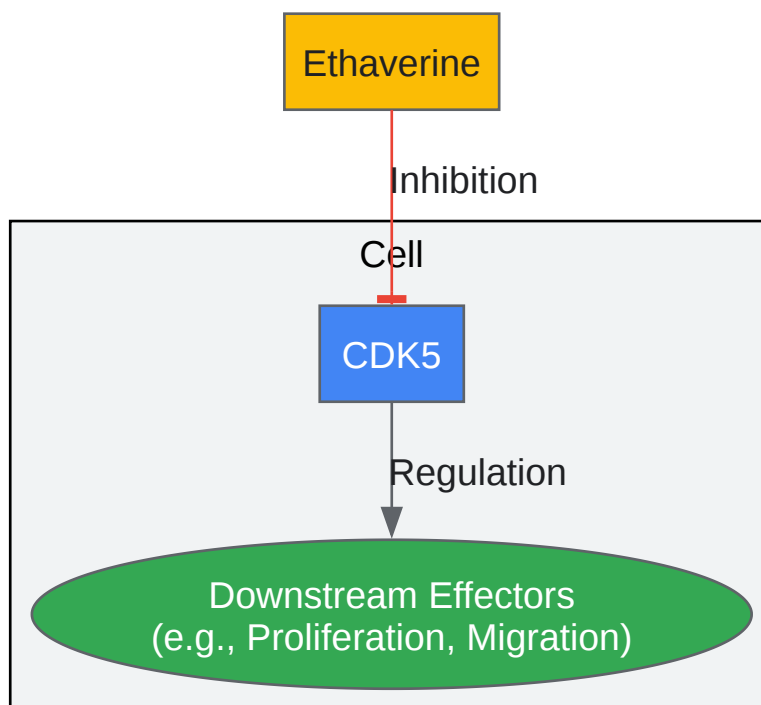 Ethaverine
Inhibition
Cell
CDK5
Regulation
Downstream Effectors
(e.g., Proliferation, Migration)